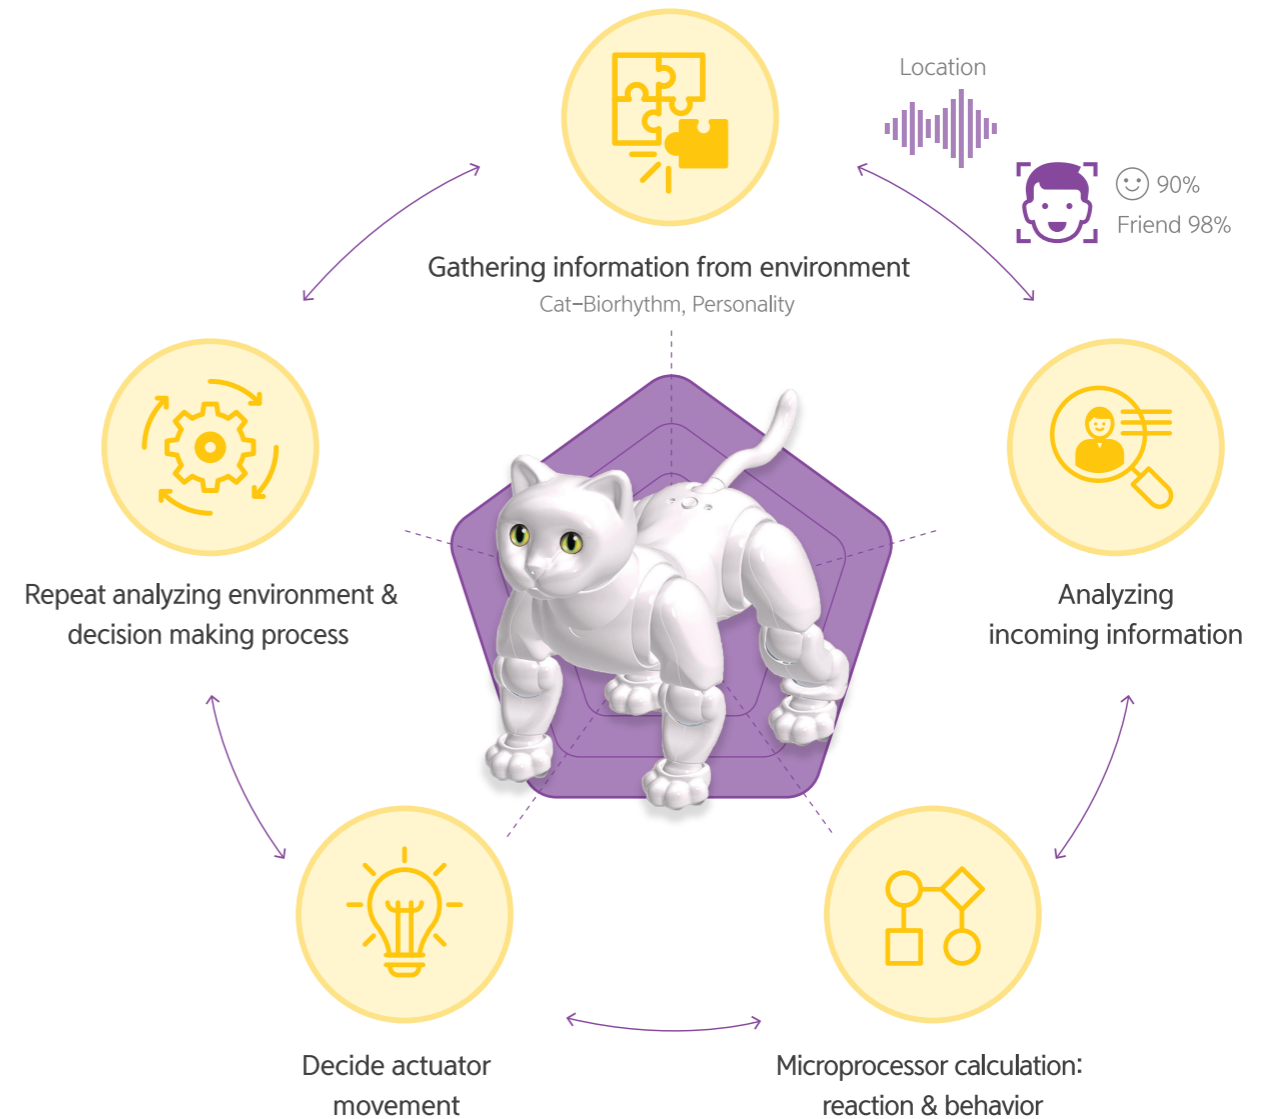 Location
90%
Friend 98%
Gathering information from environment
Cat-Biorhythm, Personality
Repeat analyzing environment &
decision making process
Analyzing
incoming information
Decide actuator
movement
Microprocessor calculation:
reaction & behavior